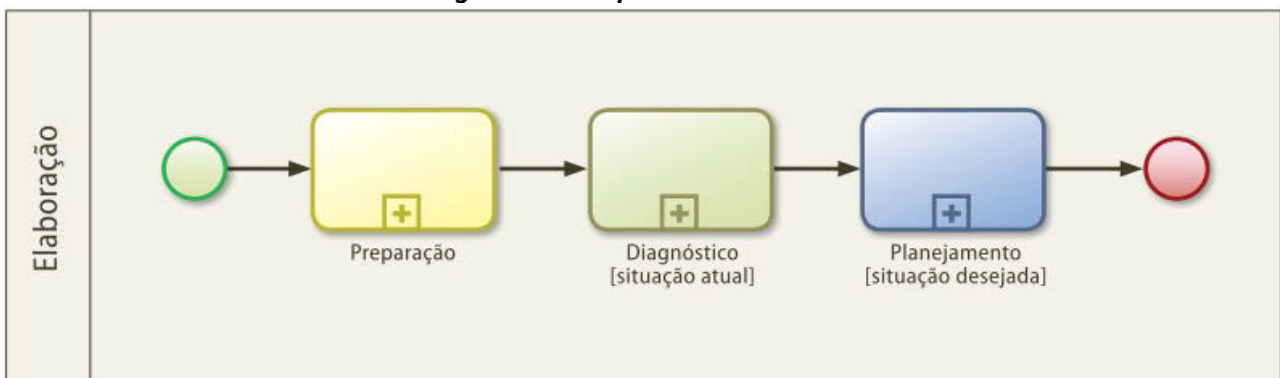 Elaboração
Preparação
Diagnóstico
[situação atual]
Planejamento
[situação desejada]